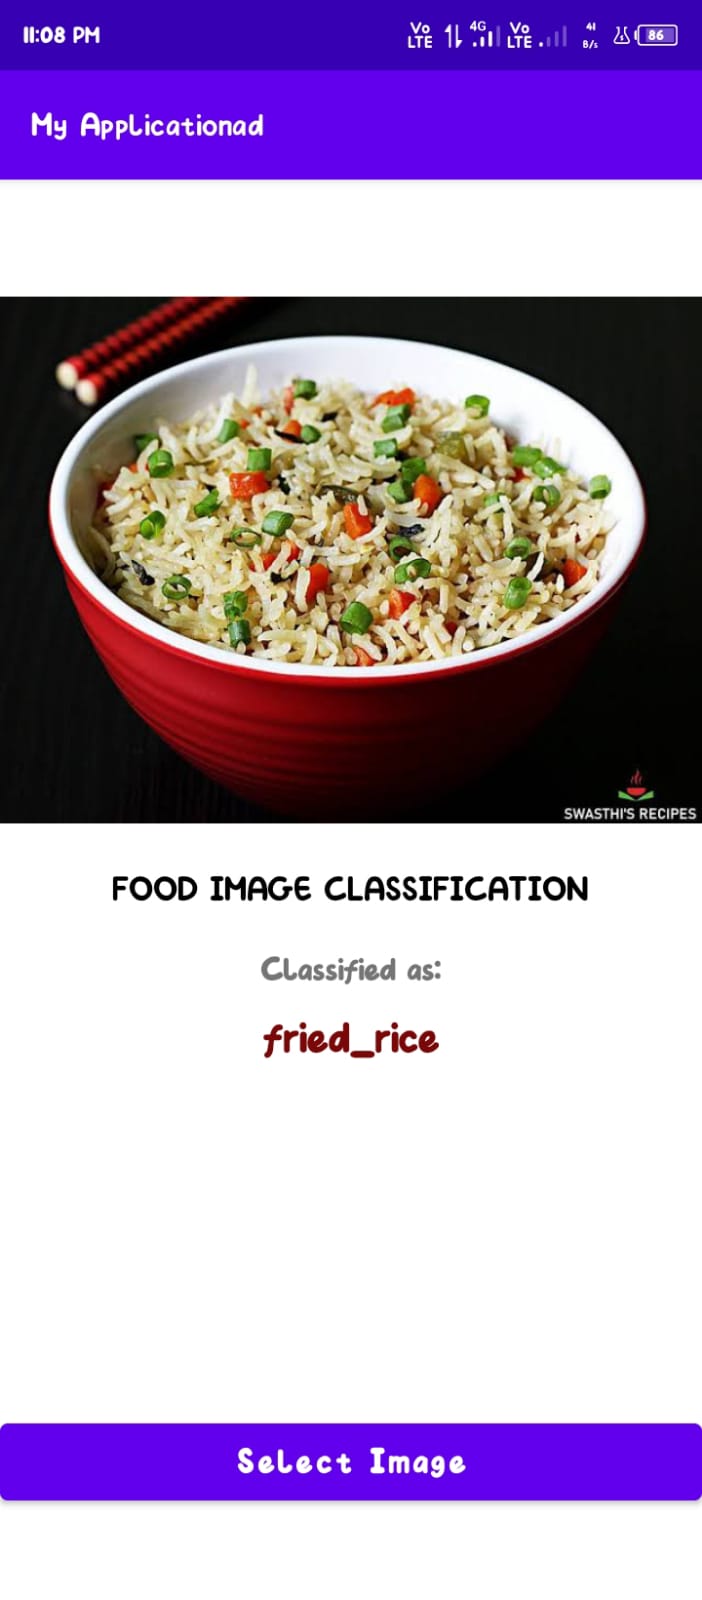 11:08 PM
Vo LTE 4G Vo LTE 41 B/s 86
My Applicationad
SWASTHI'S RECIPES
FOOD IMAGE CLASSIFICATION
Classified as:
fried_rice
Select Image